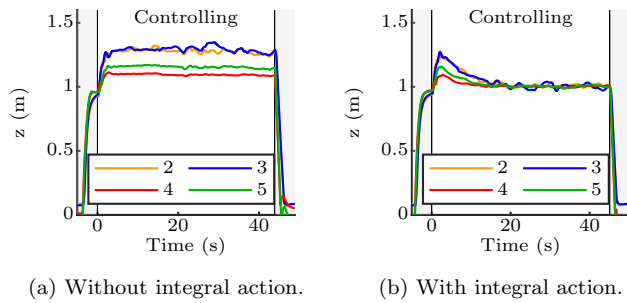 Controlling
1.5
1
0.5
0
z (m)
2
3
4
5
0
20
40
Time (s)
(a) Without integral action.
Controlling
1.5
1
0.5
0
z (m)
2
3
4
5
0
20
40
Time (s)
(b) With integral action.